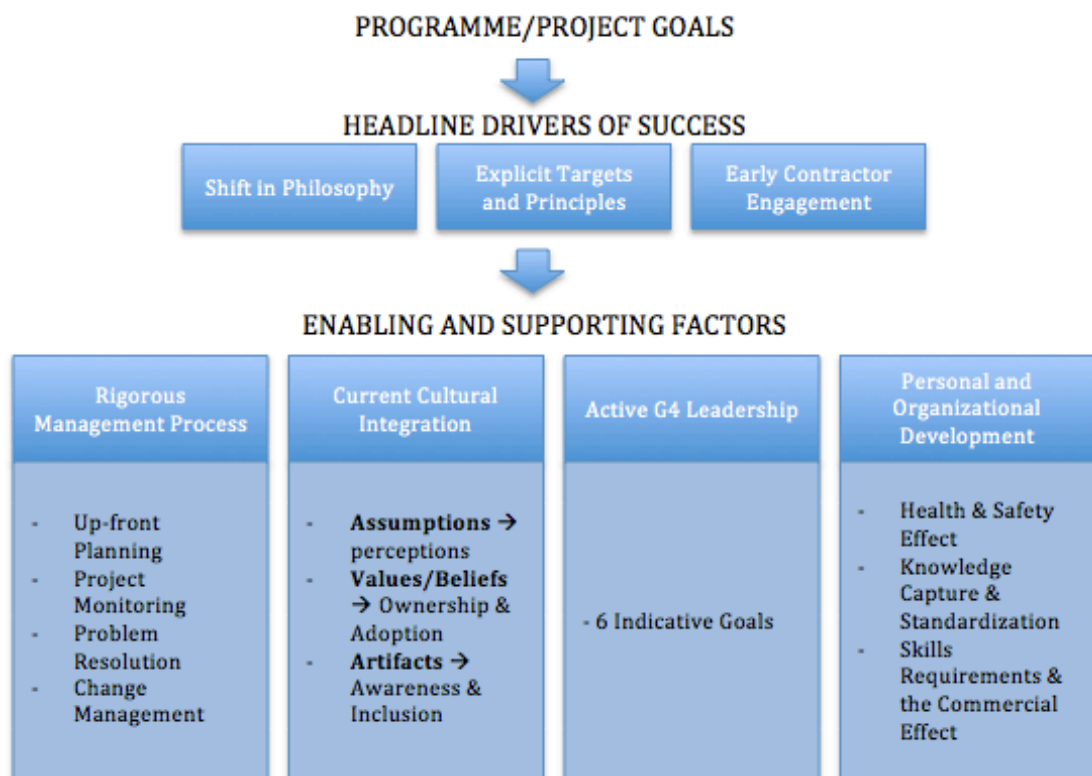 PROGRAMME/PROJECT GOALS
HEADLINE DRIVERS OF SUCCESS
Shift in Philosophy
Explicit Targets
and Principles
Early Contractor
Engagement
ENABLING AND SUPPORTING FACTORS
Rigorous
Management Process
- Up-front
Planning
- Project
Monitoring
- Problem
Resolution
- Change
Management
Current Cultural
Integration
- Assumptions →
perceptions
- Values/Beliefs
→ Ownership &
Adoption
- Artifacts →
Awareness &
Inclusion
Active G4 Leadership
- 6 Indicative Goals
Personal and
Organizational
Development
- Health & Safety
Effect
- Knowledge
Capture &
Standardization
- Skills
Requirements &
the Commercial
Effect